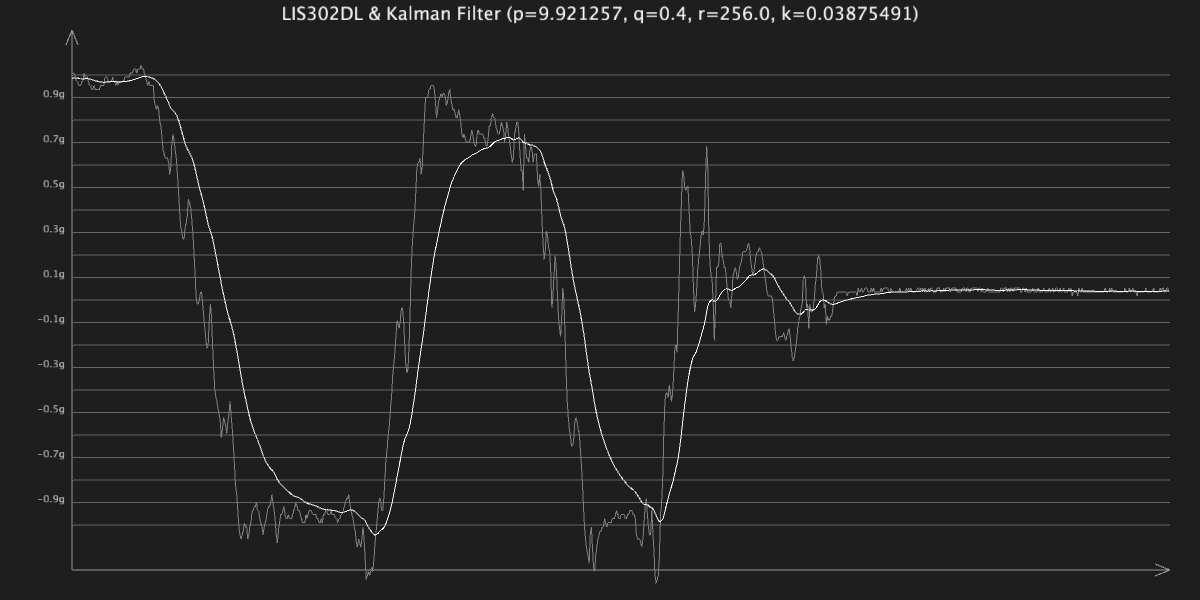 LIS302DL & Kalman Filter (p=9.921257, q=0.4, r=256.0, k=0.03875491)
0.9g
0.7g
0.5g
0.3g
0.1g
-0.1g
-0.3g
-0.5g
-0.7g
-0.9g